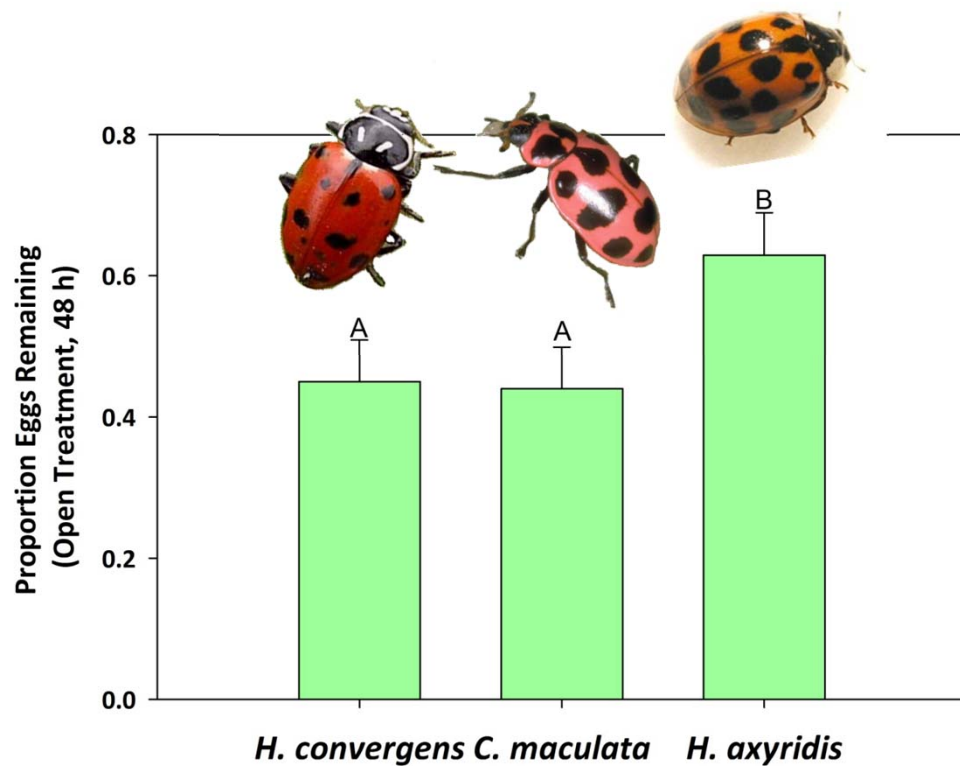 Proportion Eggs Remaining
(Open Treatment, 48 h)
0.8
0.6
0.4
0.2
0.0
A
A
B
H. convergens
C. maculata
H. axyridis